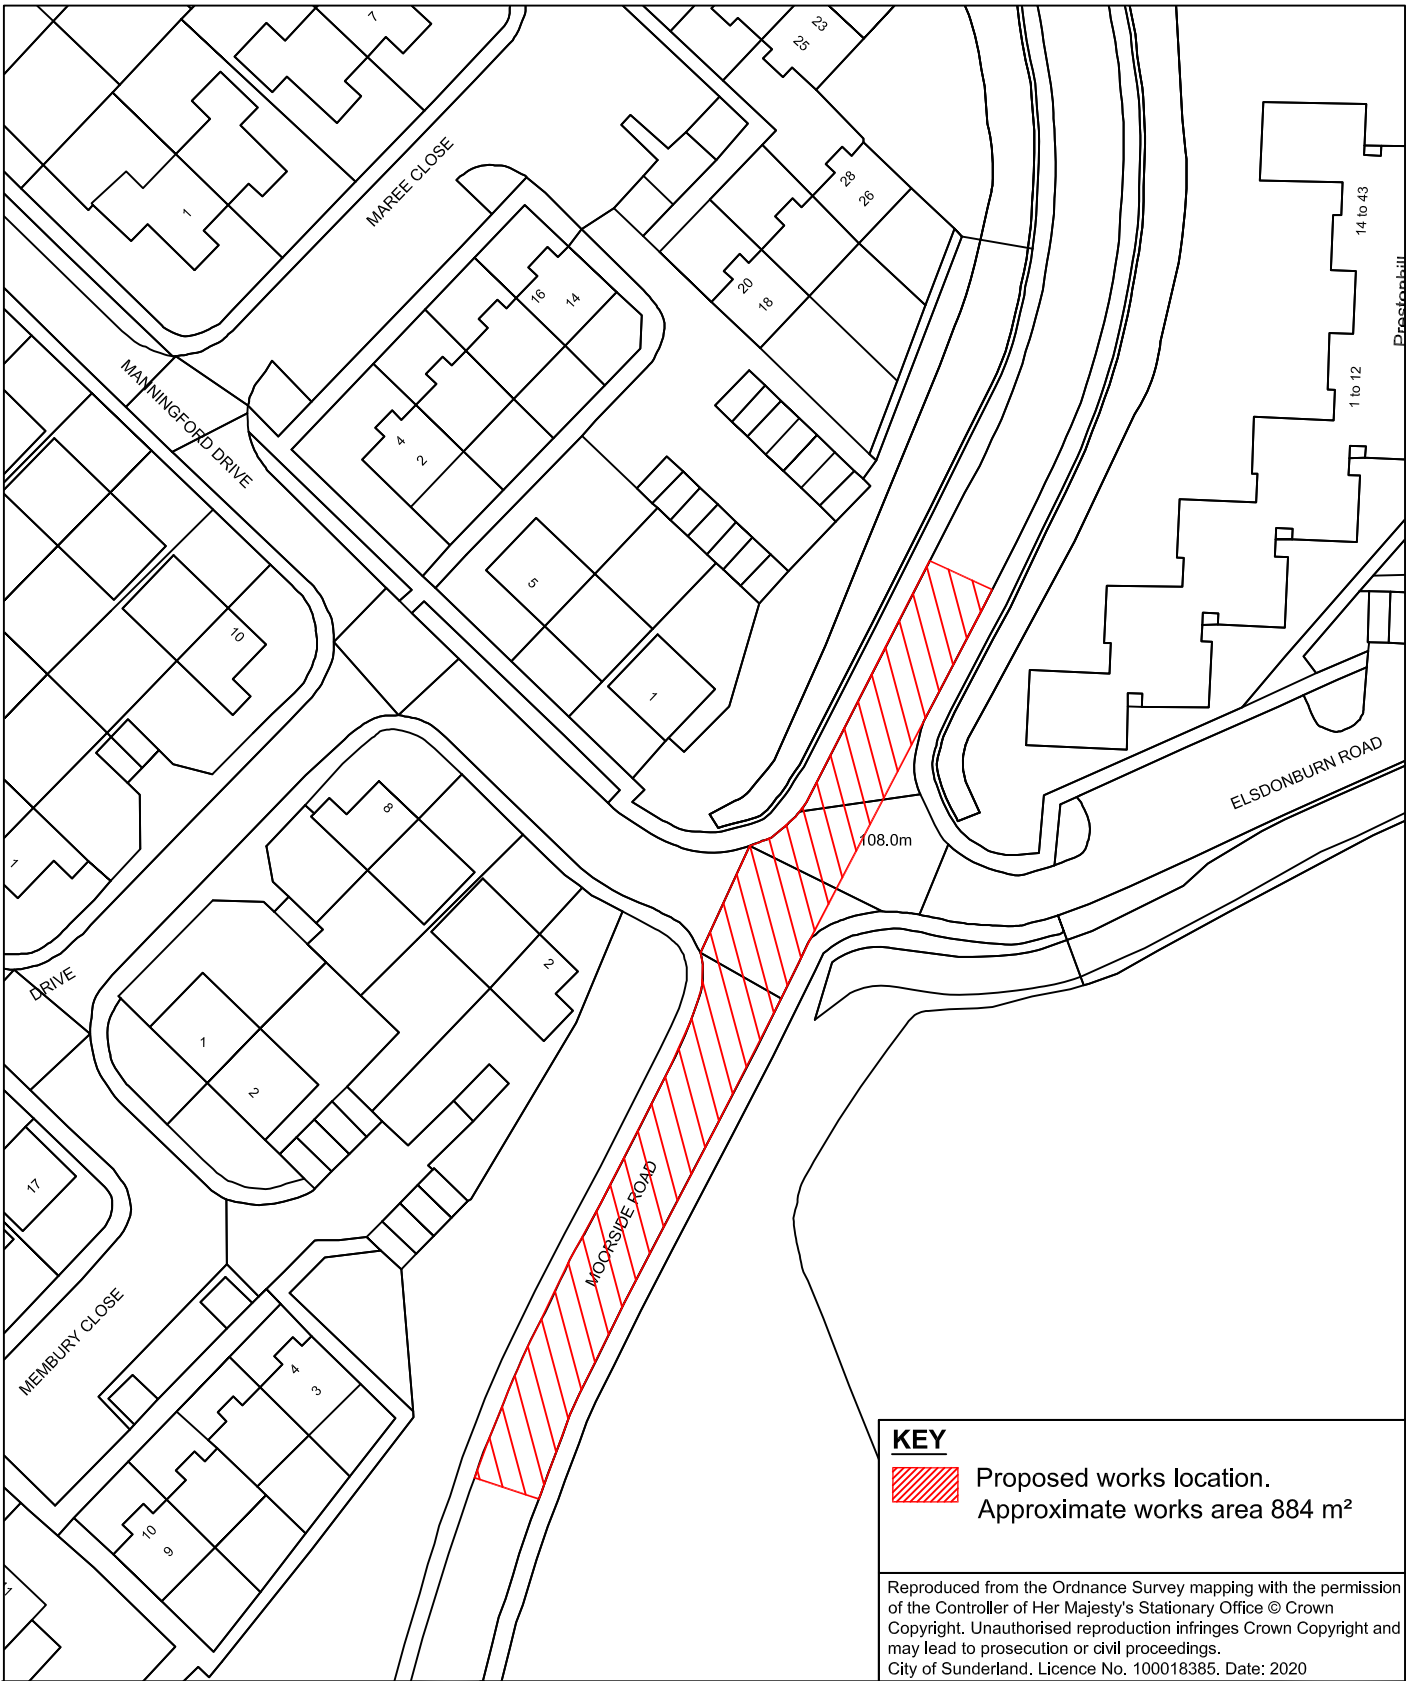 7
23
25
MAREE CLOSE
1
28
26
14 to 43
Prestonhill
20
18
16
14
MANNINGFORD DRIVE
1 to 12
4
2
5
10
1
ELSDONBURN ROAD
8
108.0m
1
2
DRIVE
1
2
17
MOORSIDE ROAD
MEMBURY CLOSE
4
3
10
9
KEY
Proposed works location.
Approximate works area 884 m²
Reproduced from the Ordnance Survey mapping with the permission
of the Controller of Her Majesty's Stationary Office © Crown
Copyright. Unauthorised reproduction infringes Crown Copyright and
may lead to prosecution or civil proceedings.
City of Sunderland. Licence No. 100018385. Date: 2020